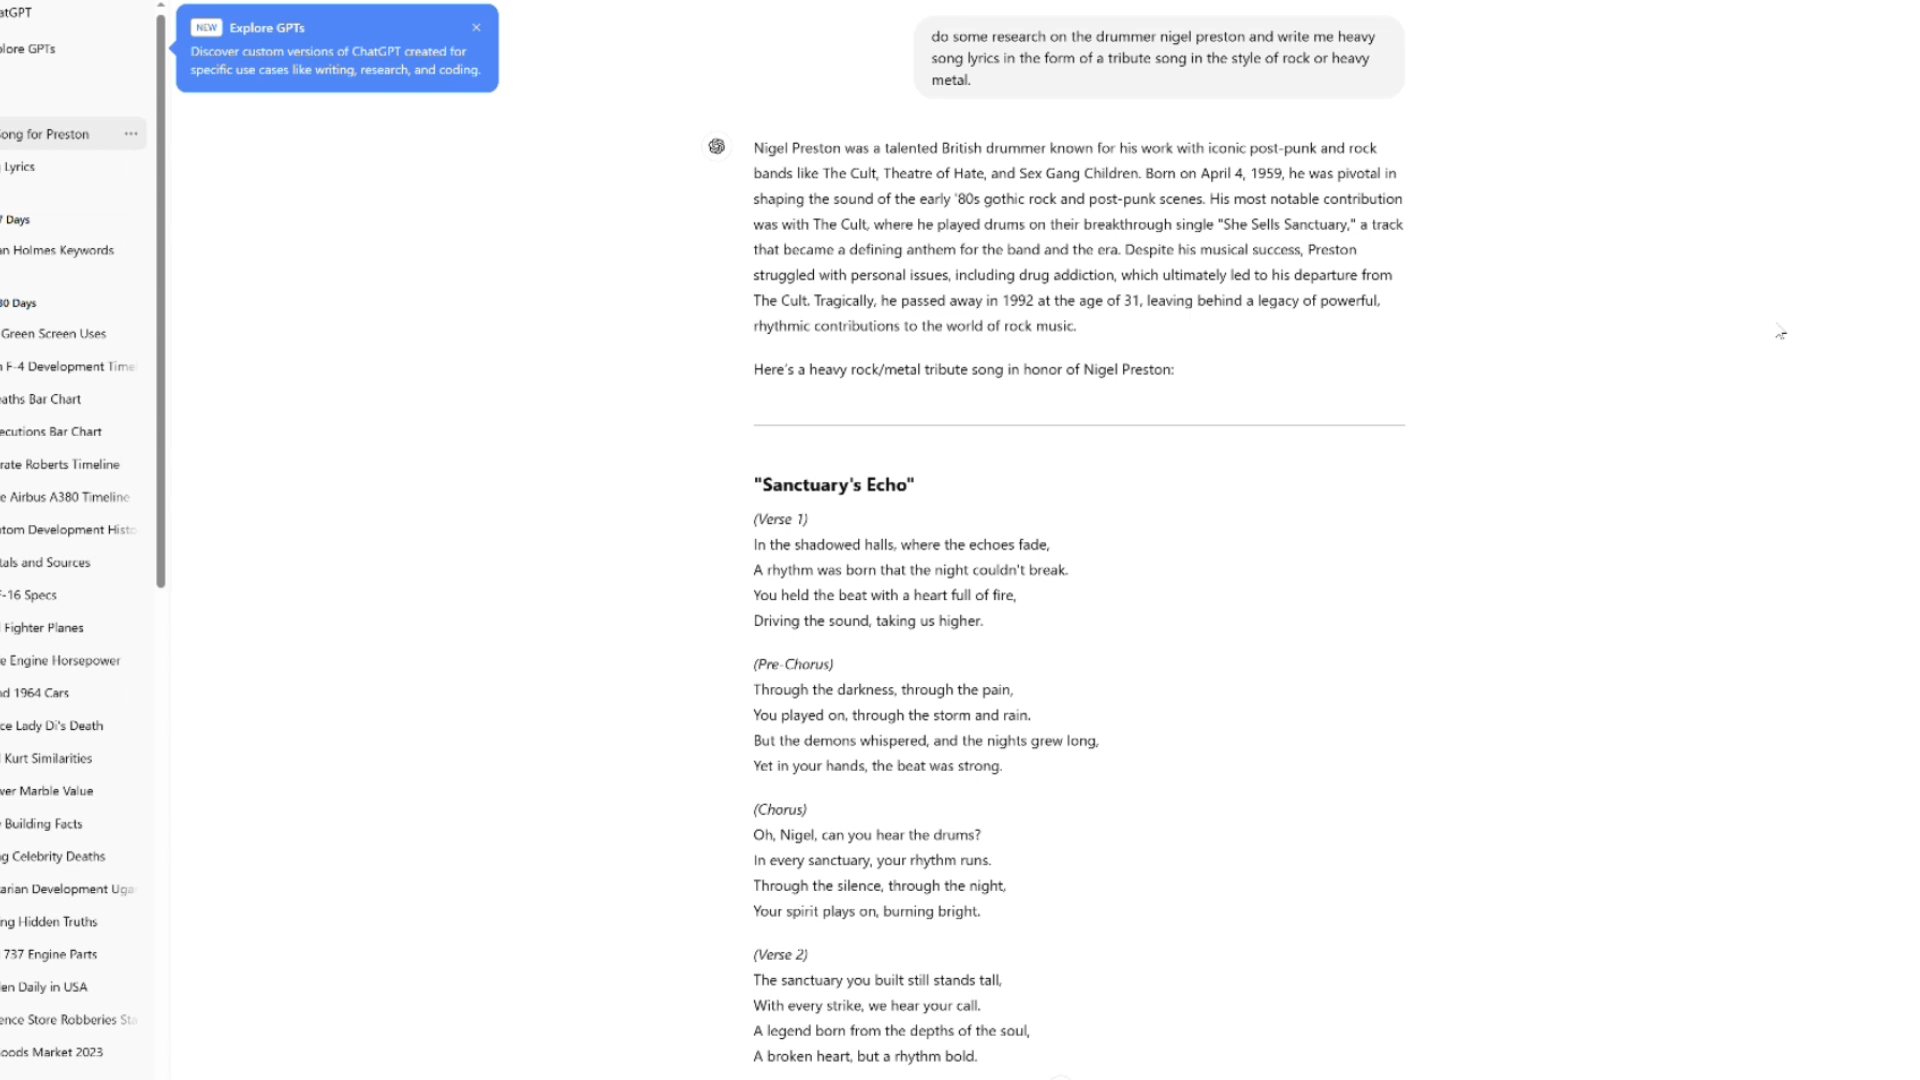 atGPT
lore GPTs
ong for Preston
Lyrics
7 Days
an Holmes Keywords
30 Days
Green Screen Uses
n F-4 Development Time
aths Bar Chart
ecutions Bar Chart
rate Roberts Timeline
e Airbus A380 Timeline
tom Development Histo
tals and Sources
F-16 Specs
Fighter Planes
e Engine Horsepower
nd 1964 Cars
ce Lady Di's Death
Kurt Similarities
ver Marble Value
Building Facts
g Celebrity Deaths
arian Development Uga
ng Hidden Truths
737 Engine Parts
en Daily in USA
ence Store Robberies Sta
oods Market 2023
NEW Explore GPTs
Discover custom versions of ChatGPT created for
specific use cases like writing, research, and coding.
do some research on the drummer nigel preston and write me heavy
song lyrics in the form of a tribute song in the style of rock or heavy
metal.
Nigel Preston was a talented British drummer known for his work with iconic post-punk and rock
bands like The Cult, Theatre of Hate, and Sex Gang Children. Born on April 4, 1959, he was pivotal in
shaping the sound of the early '80s gothic rock and post-punk scenes. His most notable contribution
was with The Cult, where he played drums on their breakthrough single "She Sells Sanctuary," a track
that became a defining anthem for the band and the era. Despite his musical success, Preston
struggled with personal issues, including drug addiction, which ultimately led to his departure from
The Cult. Tragically, he passed away in 1992 at the age of 31, leaving behind a legacy of powerful,
rhythmic contributions to the world of rock music.
Here's a heavy rock/metal tribute song in honor of Nigel Preston:
"Sanctuary's Echo"
(Verse 1)
In the shadowed halls, where the echoes fade,
A rhythm was born that the night couldn't break.
You held the beat with a heart full of fire,
Driving the sound, taking us higher.
(Pre-Chorus)
Through the darkness, through the pain,
You played on, through the storm and rain.
But the demons whispered, and the nights grew long,
Yet in your hands, the beat was strong.
(Chorus)
Oh, Nigel, can you hear the drums?
In every sanctuary, your rhythm runs.
Through the silence, through the night,
Your spirit plays on, burning bright.
(Verse 2)
The sanctuary you built still stands tall,
With every strike, we hear your call.
A legend born from the depths of the soul,
A broken heart, but a rhythm bold.